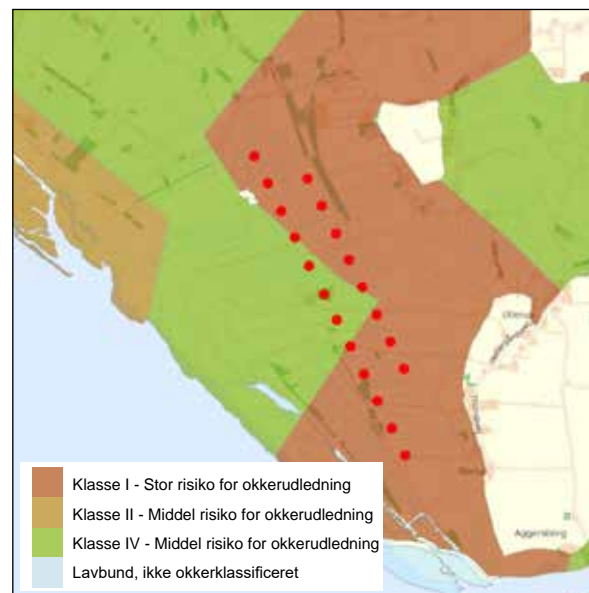 Aggersborg
Klasse I - Stor risiko for okkerudledning
Klasse II - Middel risiko for okkerudledning
Klasse IV - Middel risiko for okkerudledning
Lavbund, ikke okkerklassificeret